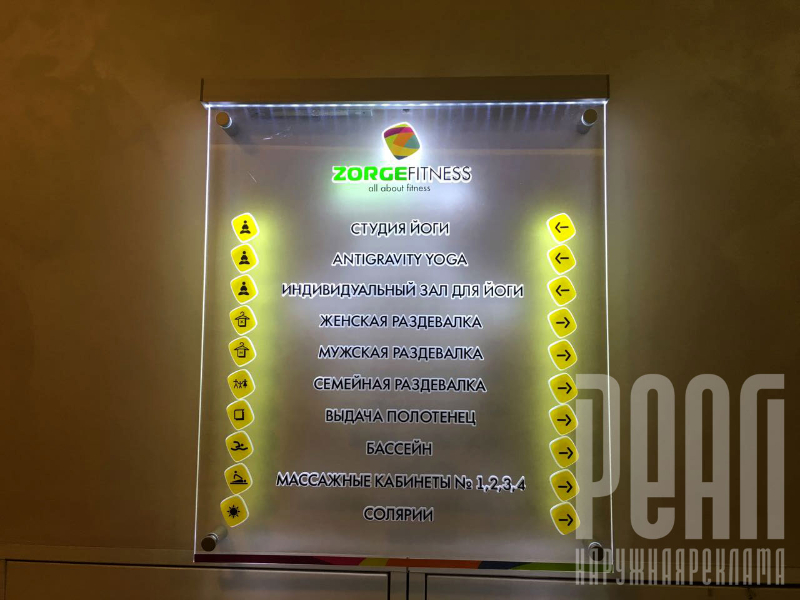 ZORGEFITNESS
all about fitness
СТУДИЯ ЙОГИ
ANTIGRAVITY YOGA
ИНДИВИДУАЛЬНЫЙ ЗАЛ ДЛЯ ЙОГИ
ЖЕНСКАЯ РАЗДЕВАЛКА
МУЖСКАЯ РАЗДЕВАЛКА
СЕМЕЙНАЯ РАЗДЕВАЛКА
ВЫДАЧА ПОЛОТЕНЕЦ
БАССЕЙН
МАССАЖНЫЕ КАБИНЕТЫ № 1,2,3,4
СОЛЯРИИ
РЕАЛ
НАРУЖНАЯРЕКЛАМА